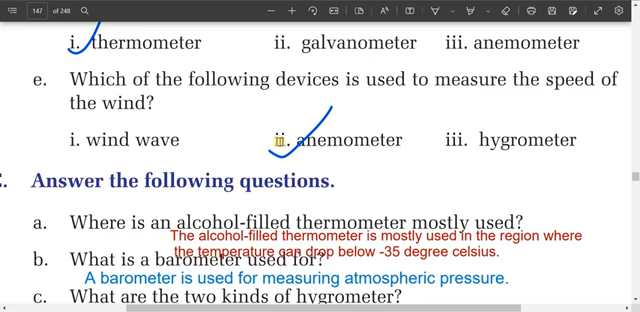 147 of 248
i. thermometer ii. galvanometer iii. anemometer
e. Which of the following devices is used to measure the speed of
the wind?
i. wind wave ii. anemometer iii. hygrometer
Answer the following questions.
a. Where is an alcohol-filled thermometer mostly used?
The alcohol-filled thermometer is mostly used in the region where
the temperature can drop below -35 degree celsius.
b. What is a barometer used for?
A barometer is used for measuring atmospheric pressure.
c. What are the two kinds of hygrometer?